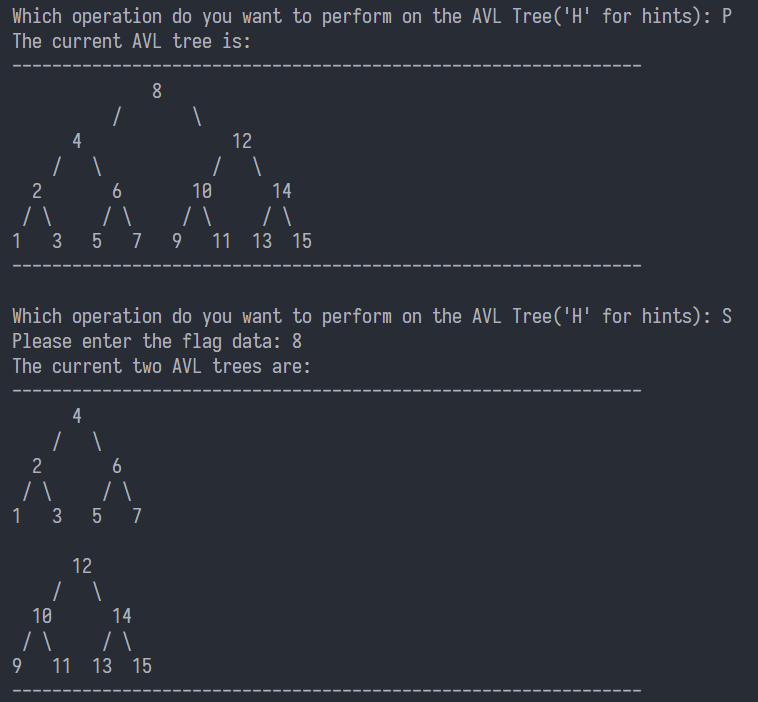 Which operation do you want to perform on the AVL Tree('H' for hints): P
The current AVL tree is:
---------------------------------------------------------------
              8
          /       \
      4               12
    /   \           /   \
  2       6       10      14
 / \     / \     / \     / \
1   3   5   7   9   11  13  15
---------------------------------------------------------------

Which operation do you want to perform on the AVL Tree('H' for hints): S
Please enter the flag data: 8
The current two AVL trees are:
---------------------------------------------------------------
      4
    /   \
  2       6
 / \     / \
1   3   5   7

      12
    /   \
  10      14
 / \     / \
9   11  13  15
---------------------------------------------------------------